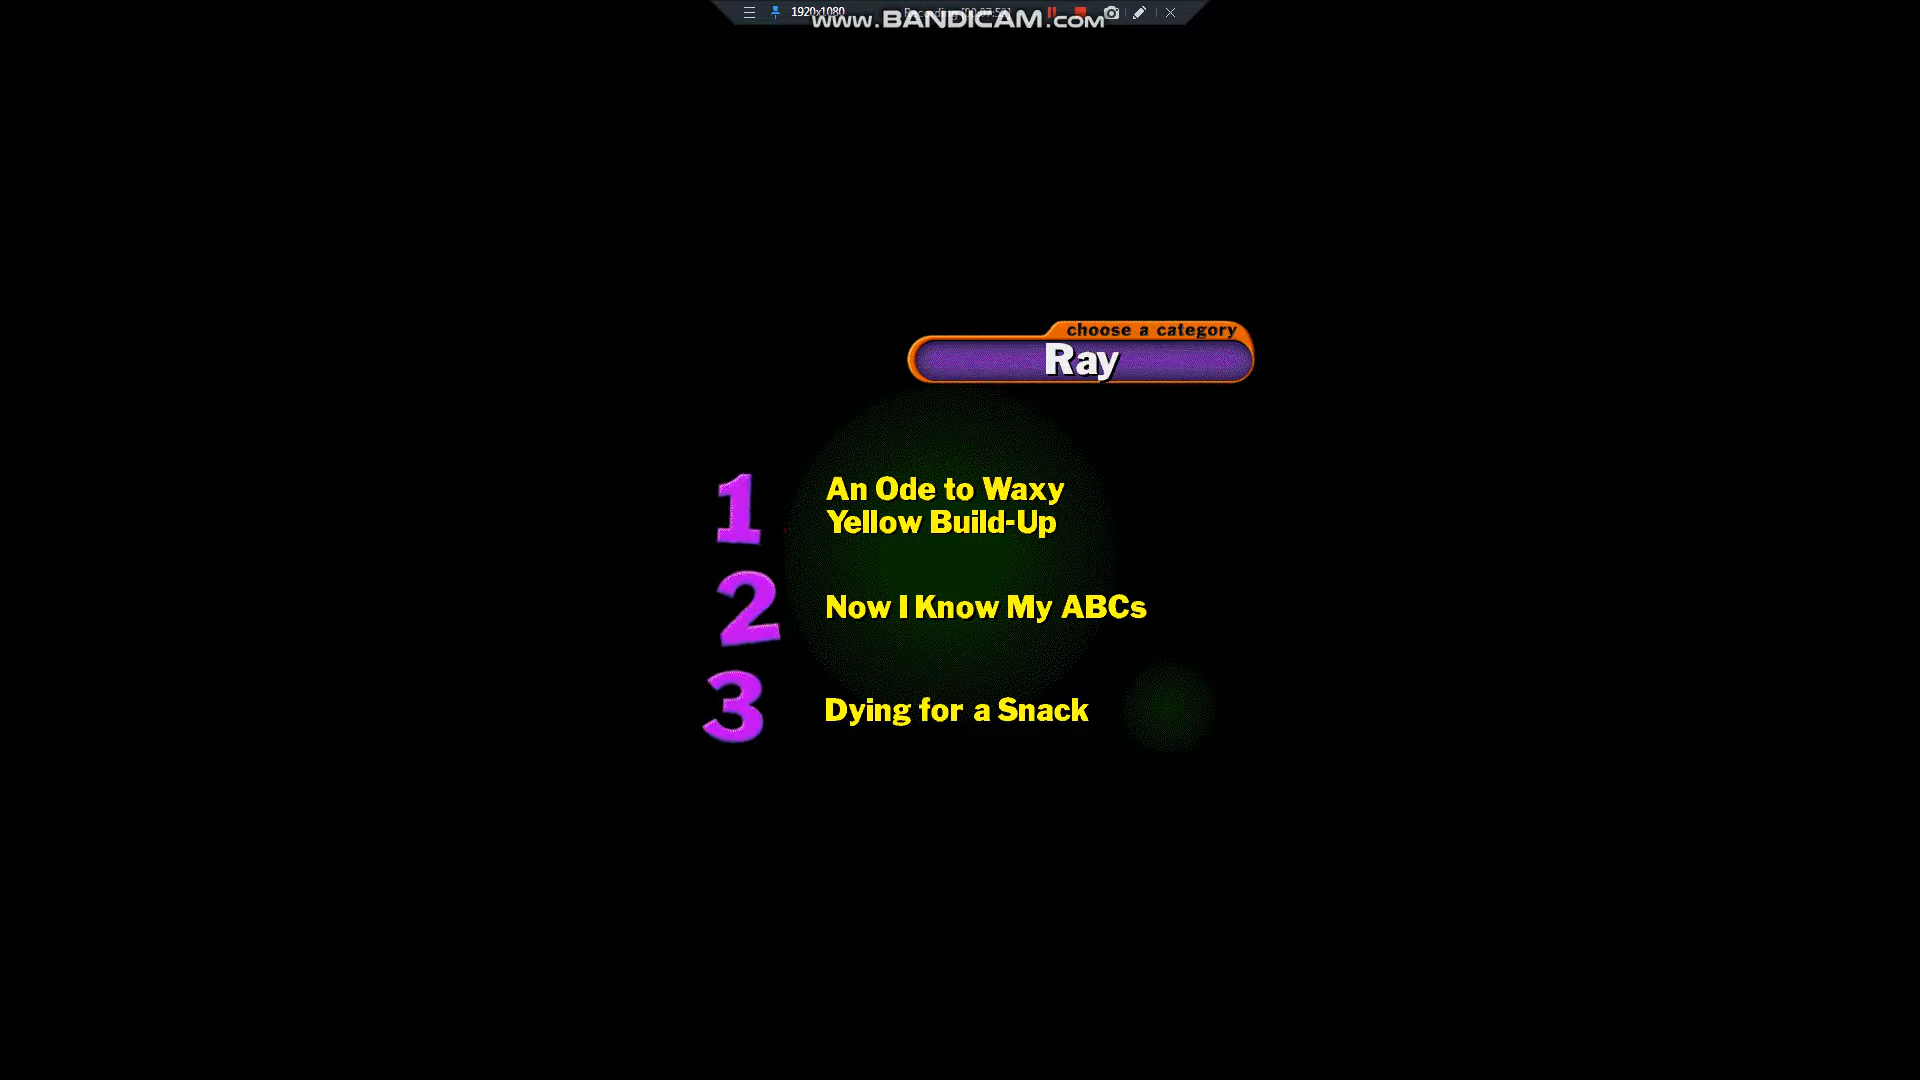 1920x1080
www.BANDICAM.com
choose a category
Ray
1 An Ode to Waxy
Yellow Build-Up
2 Now I Know My ABCs
3 Dying for a Snack